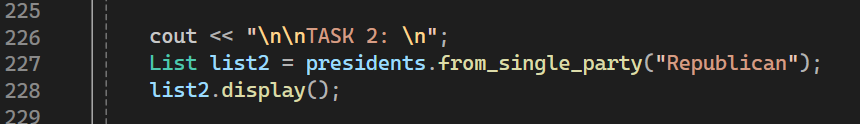 225
226 cout << "\n\nTASK 2: \n";
227 List list2 = presidents.from_single_party("Republican");
228 list2.display();
229